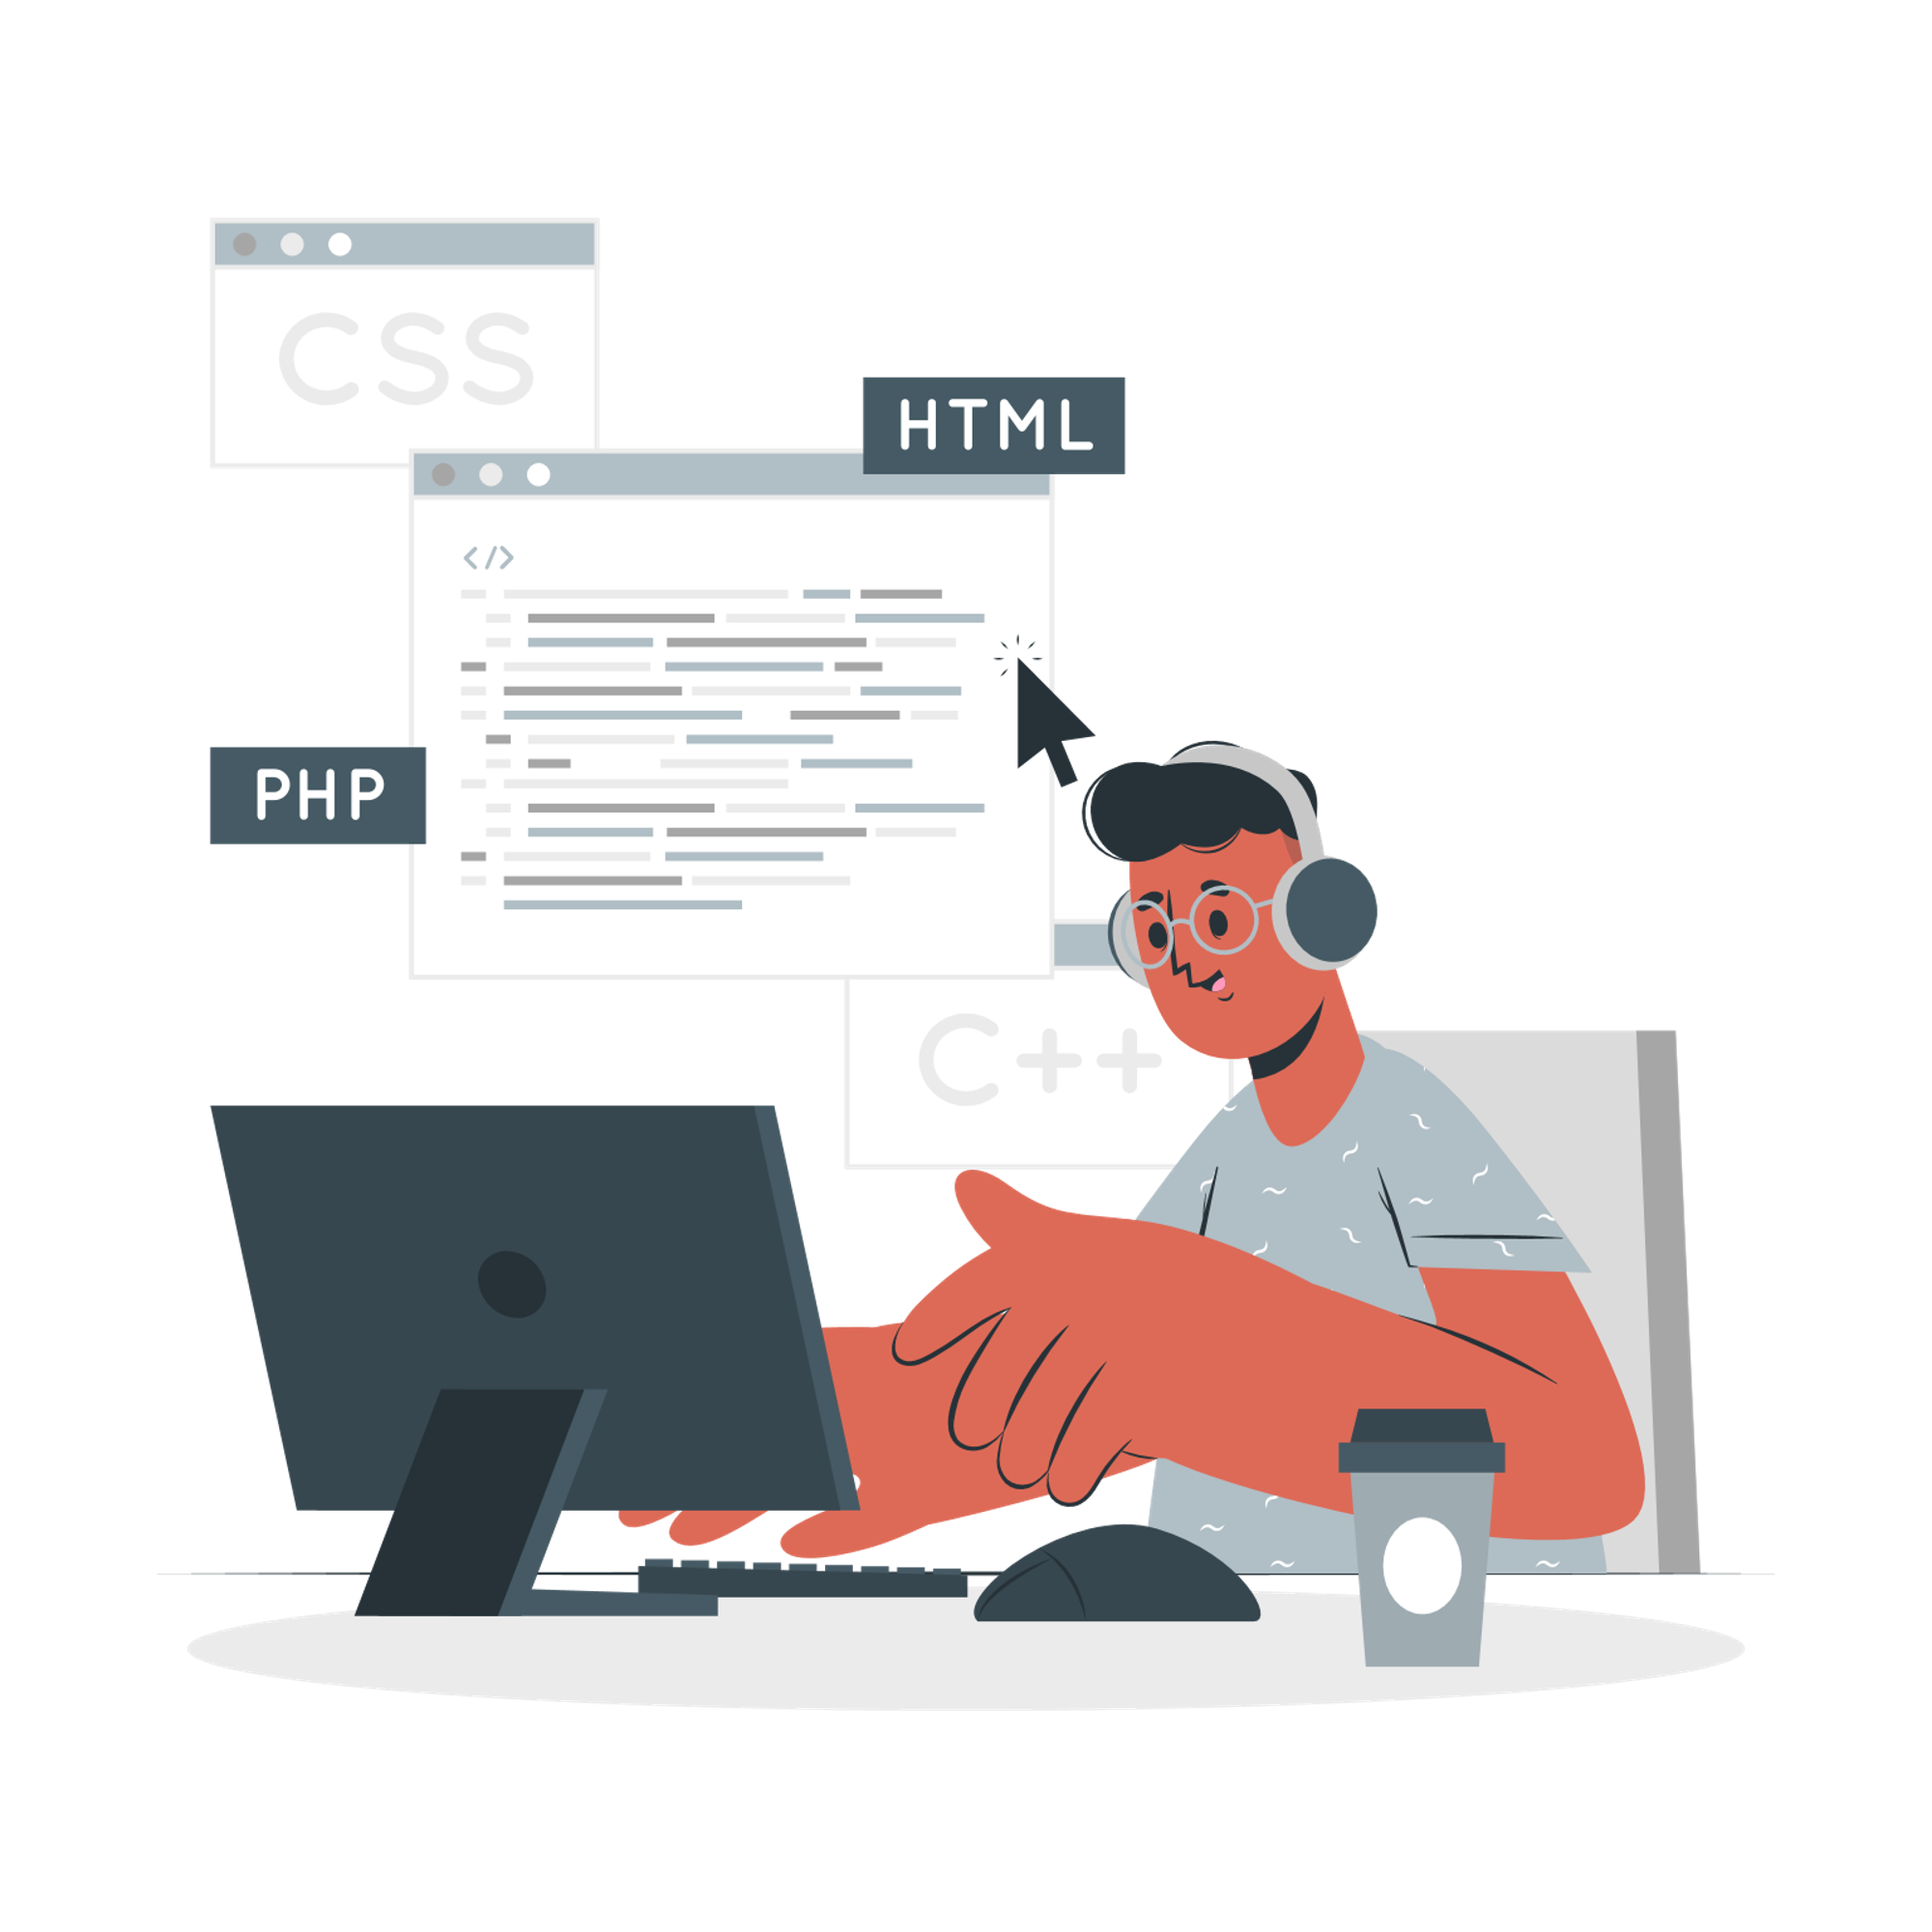 CSS
HTML
</>
PHP
C++